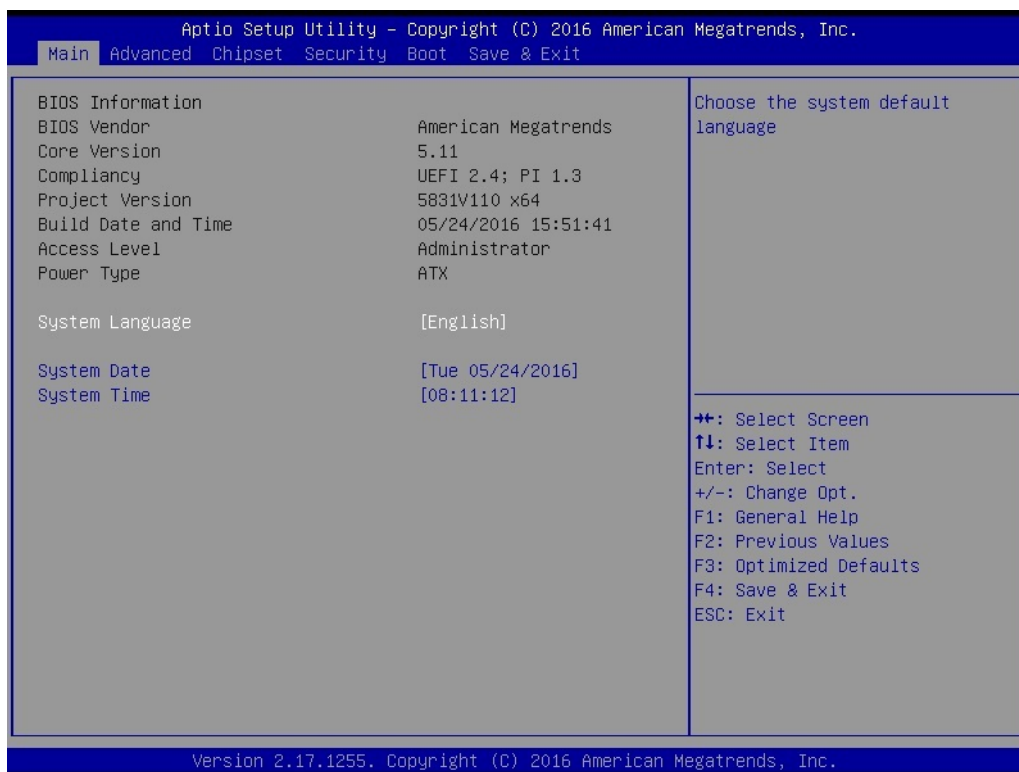 Aptio Setup Utility – Copyright (C) 2016 American Megatrends, Inc.
Main Advanced Chipset Security Boot Save & Exit
BIOS Information
BIOS Vendor American Megatrends
Core Version 5.11
Compliancy UEFI 2.4; PI 1.3
Project Version 5831V110 x64
Build Date and Time 05/24/2016 15:51:41
Access Level Administrator
Power Type ATX
System Language [English]
System Date [Tue 05/24/2016]
System Time [08:11:12]
Choose the system default
language
→←: Select Screen
↑↓: Select Item
Enter: Select
+/-: Change Opt.
F1: General Help
F2: Previous Values
F3: Optimized Defaults
F4: Save & Exit
ESC: Exit
Version 2.17.1255. Copyright (C) 2016 American Megatrends, Inc.